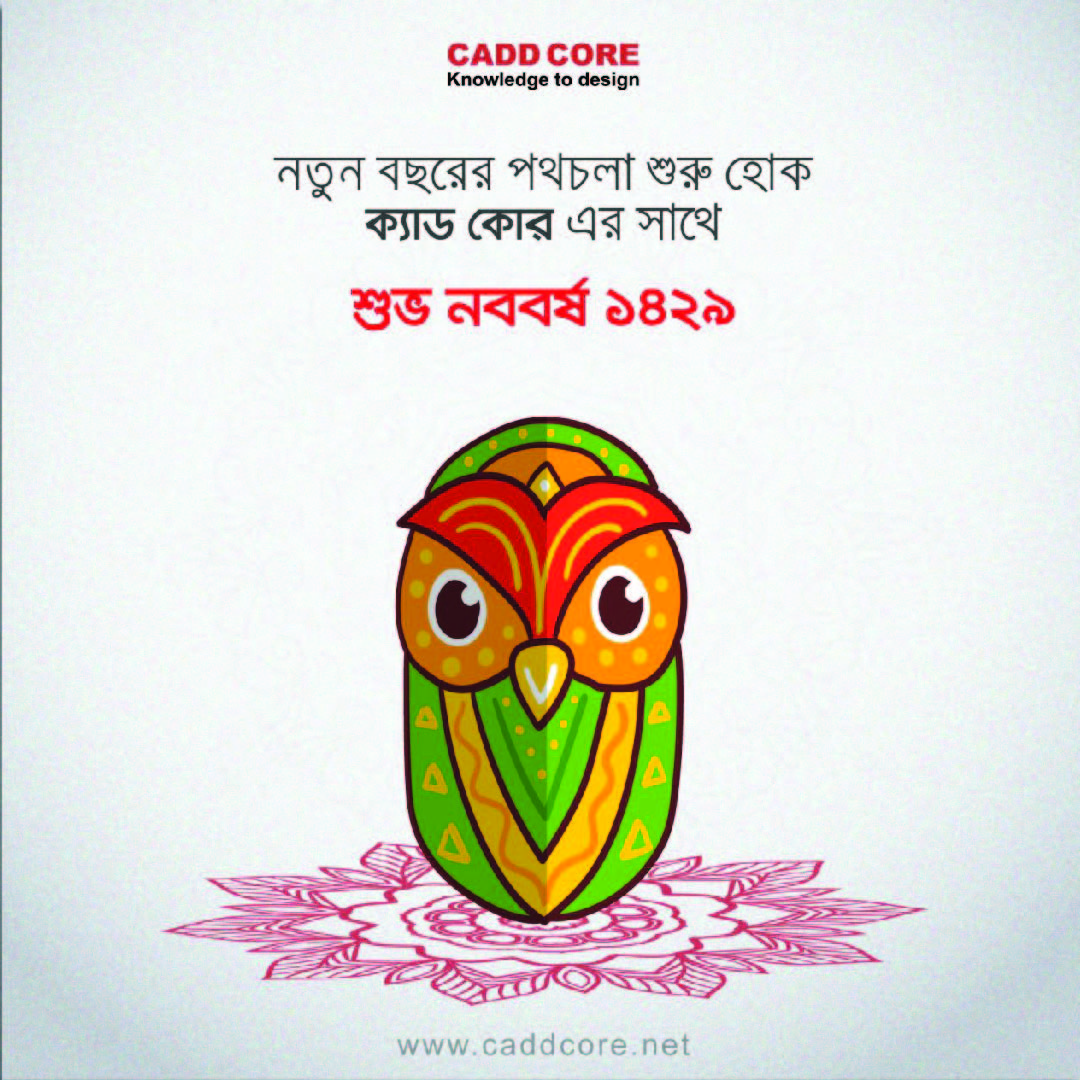 CADD CORE
Knowledge to design
নতুন বছরের পথচলা শুরু হোক
ক্যাড কোর এর সাথে
শুভ নববর্ষ ১৪২৯
www.caddcore.net